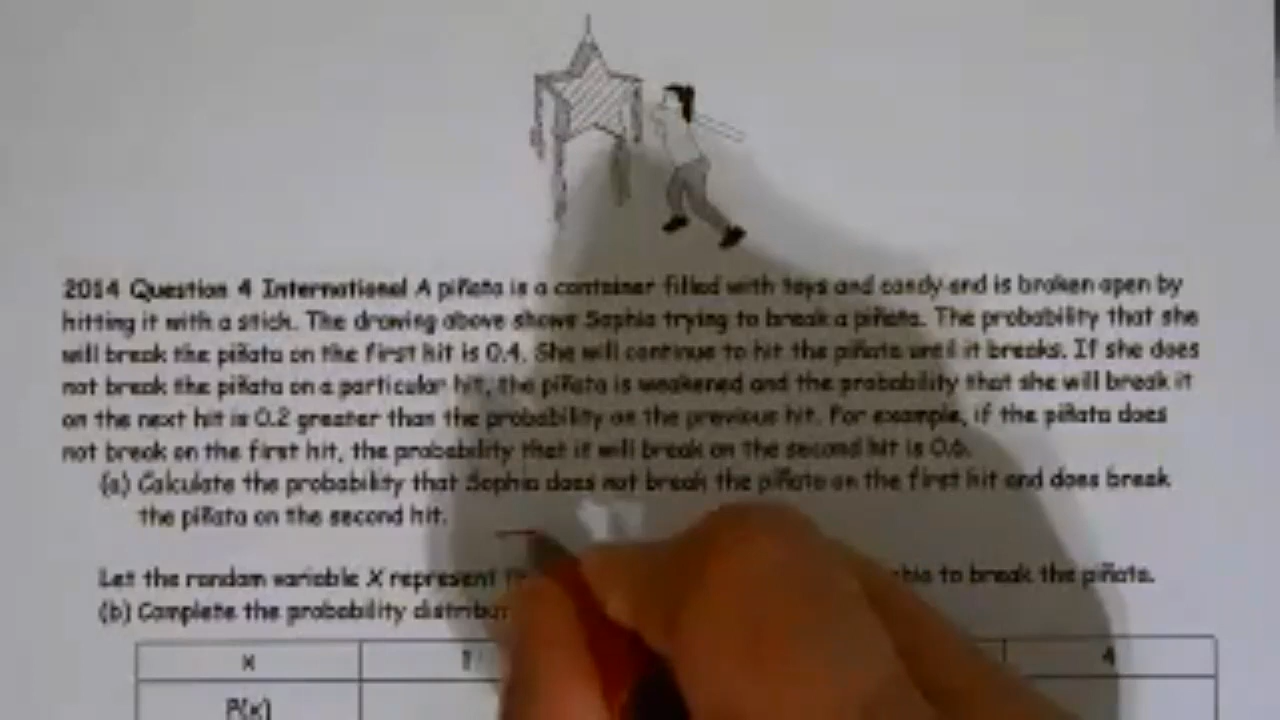 2014 Question 4 International A piñata is a container filled with toys and candy and is broken open by
hitting it with a stick. The drawing above shows Sophia trying to break a piñata. The probability that she
will break the piñata on the first hit is 0.4. She will continue to hit the piñata until it breaks. If she does
not break the piñata on a particular hit, the piñata is weakened and the probability that she will break it
on the next hit is 0.2 greater than the probability on the previous hit. For example, if the piñata does
not break on the first hit, the probability that it will break on the second hit is 0.6.
(a) Calculate the probability that Sophia does not break the piñata on the first hit and does break
the piñata on the second hit.
Let the random variable X represent to break the piñata.
(b) Complete the probability
x 1 4
P(x)